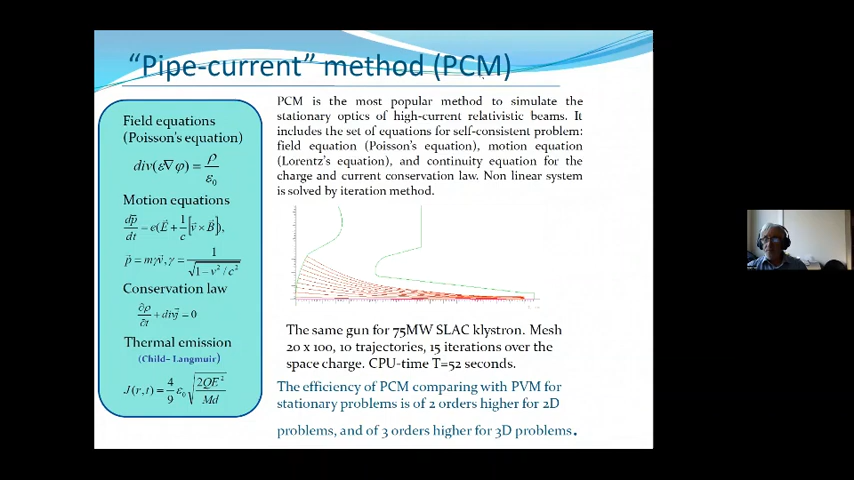 “Pipe-current” method (PCM)
Field equations
(Poisson's equation)
div(ε∇φ) = ρ/ε₀
Motion equations
dp⃗/dt = e(E⃗ + 1/c [v⃗ × B⃗]),
p⃗ = mγv⃗, γ = 1/√(1 − v²/c²)
Conservation law
∂ρ/∂t + divj⃗ = 0
Thermal emission
(Child- Langmuir)
J(r,t) = 4/9 ε₀ √(2QE²/Md)
PCM is the most popular method to simulate the
stationary optics of high-current relativistic beams. It
includes the set of equations for self-consistent problem:
field equation (Poisson's equation), motion equation
(Lorentz's equation), and continuity equation for the
charge and current conservation law. Non linear system
is solved by iteration method.
The same gun for 75MW SLAC klystron. Mesh
20 x 100, 10 trajectories, 15 iterations over the
space charge. CPU-time T=52 seconds.
The efficiency of PCM comparing with PVM for
stationary problems is of 2 orders higher for 2D
problems, and of 3 orders higher for 3D problems.